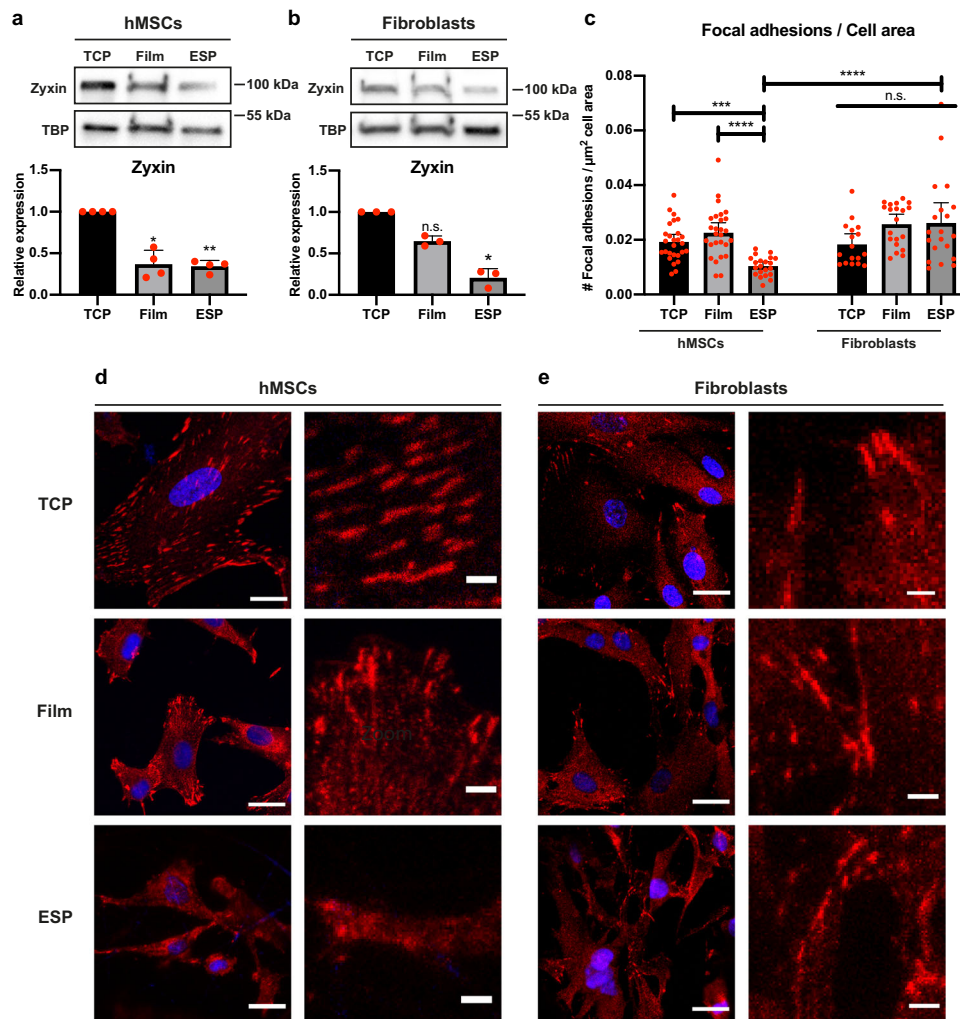 a
hMSCs
TCP Film ESP
Zyxin
100 kDa
55 kDa
TBP
Zyxin
Relative expression
1.5
1.0
0.5
0.0
*
**
TCP Film ESP
b
Fibroblasts
TCP Film ESP
Zyxin
100 kDa
55 kDa
TBP
Zyxin
Relative expression
1.5
1.0
0.5
0.0
n.s.
*
TCP Film ESP
c
Focal adhesions / Cell area
# Focal adhesions / µm² cell area
0.08
0.06
0.04
0.02
0.00
***
****
****
n.s.
TCP Film ESP TCP Film ESP
hMSCs Fibroblasts
d
hMSCs
e
Fibroblasts
TCP
Film
zoom
ESP